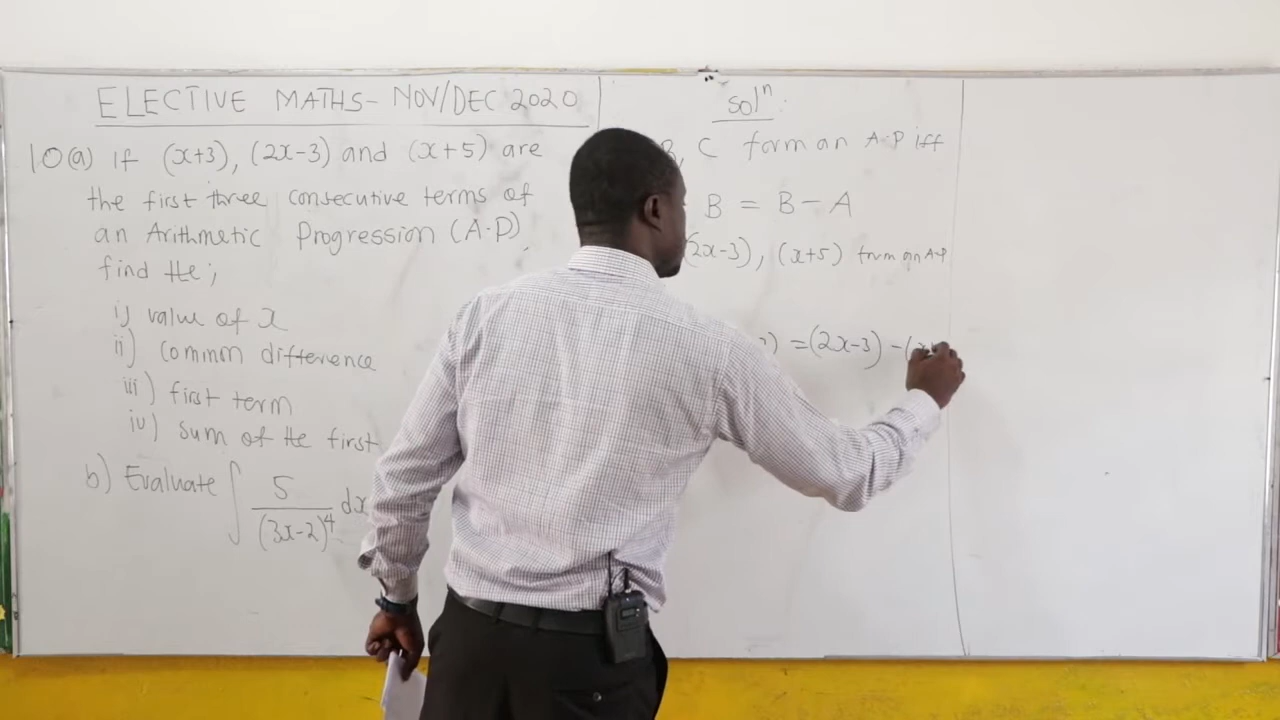 ELECTIVE MATHS - NOV/DEC 2020
10(a) If (x+3), (2x-3) and (x+5) are
the first three consecutive terms of
an Arithmetic Progression (A.P),
find the;
i) value of x
ii) common difference
iii) first term
iv) sum of the first
b) Evaluate ∫ 5/(3x-2)^4 dx
solⁿ:
B, C form an A.P iff
B = B - A
(2x-3), (x+5) form an A.P
) = (2x-3) - (